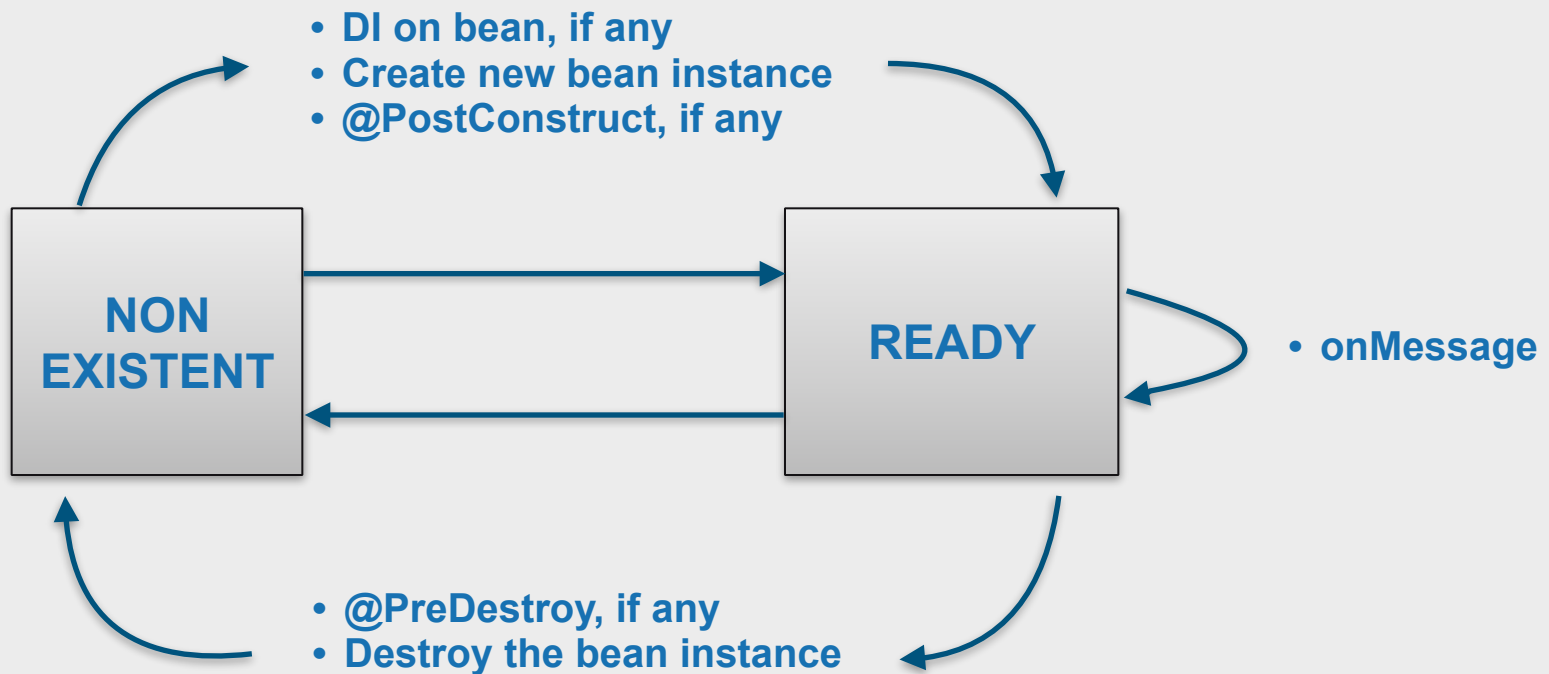 • DI on bean, if any
• Create new bean instance
• @PostConstruct, if any
NON
EXISTENT
READY
• onMessage
• @PreDestroy, if any
• Destroy the bean instance